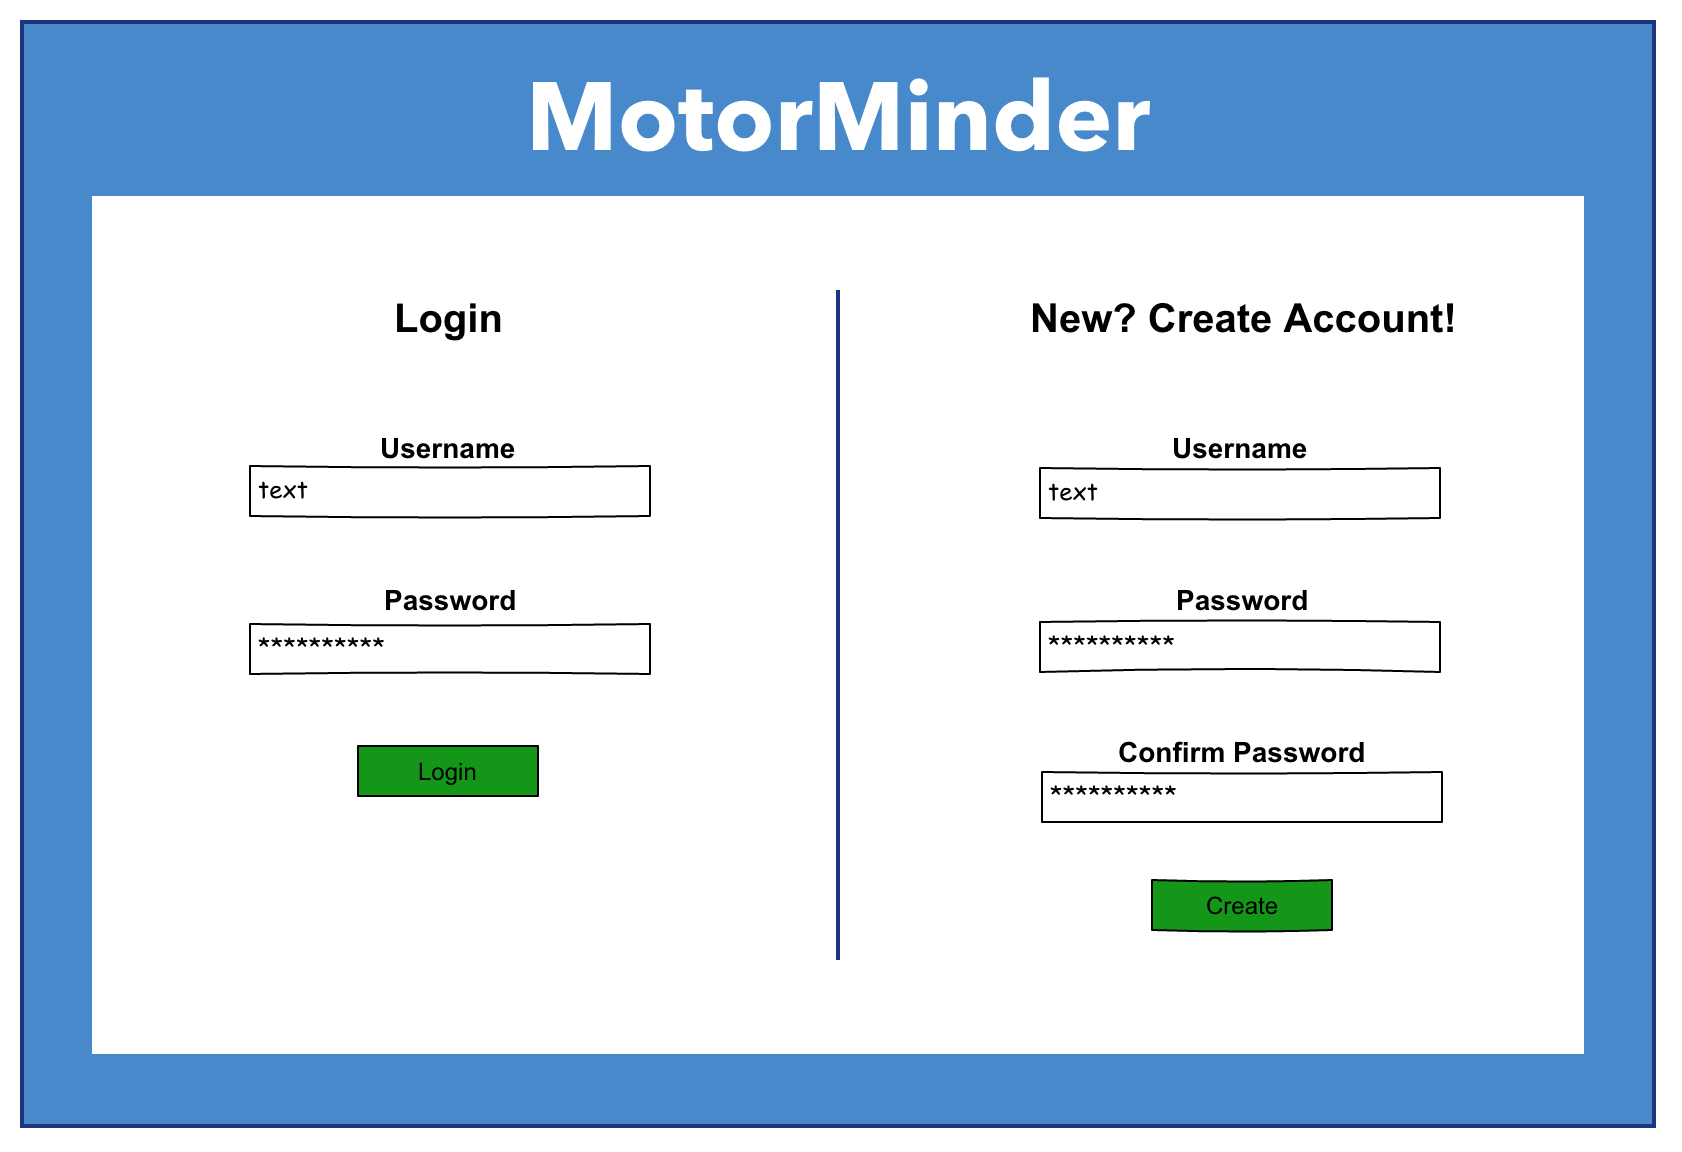 MotorMinder
Login
Username
text
Password
**********
Login
New? Create Account!
Username
text
Password
**********
Confirm Password
**********
Create